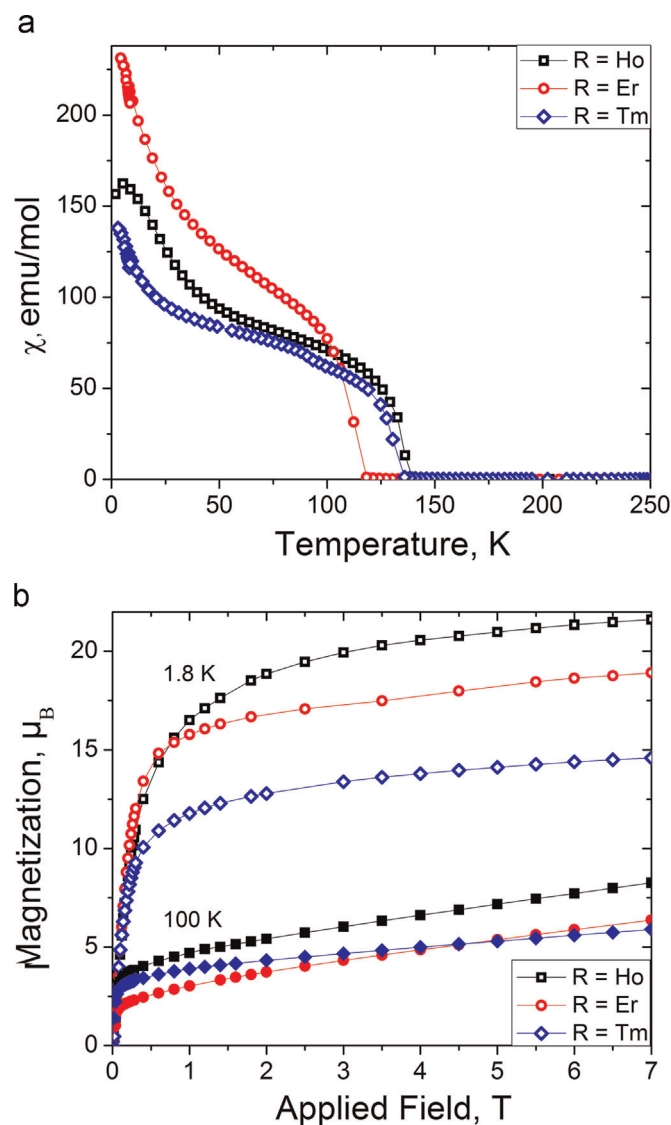 a
R = Ho
R = Er
R = Tm
200
150
100
50
0
χ, emu/mol
0 50 100 150 200 250
Temperature, K
b
20
15
10
5
0
Magnetization, μB
1.8 K
100 K
R = Ho
R = Er
R = Tm
0 1 2 3 4 5 6 7
Applied Field, T